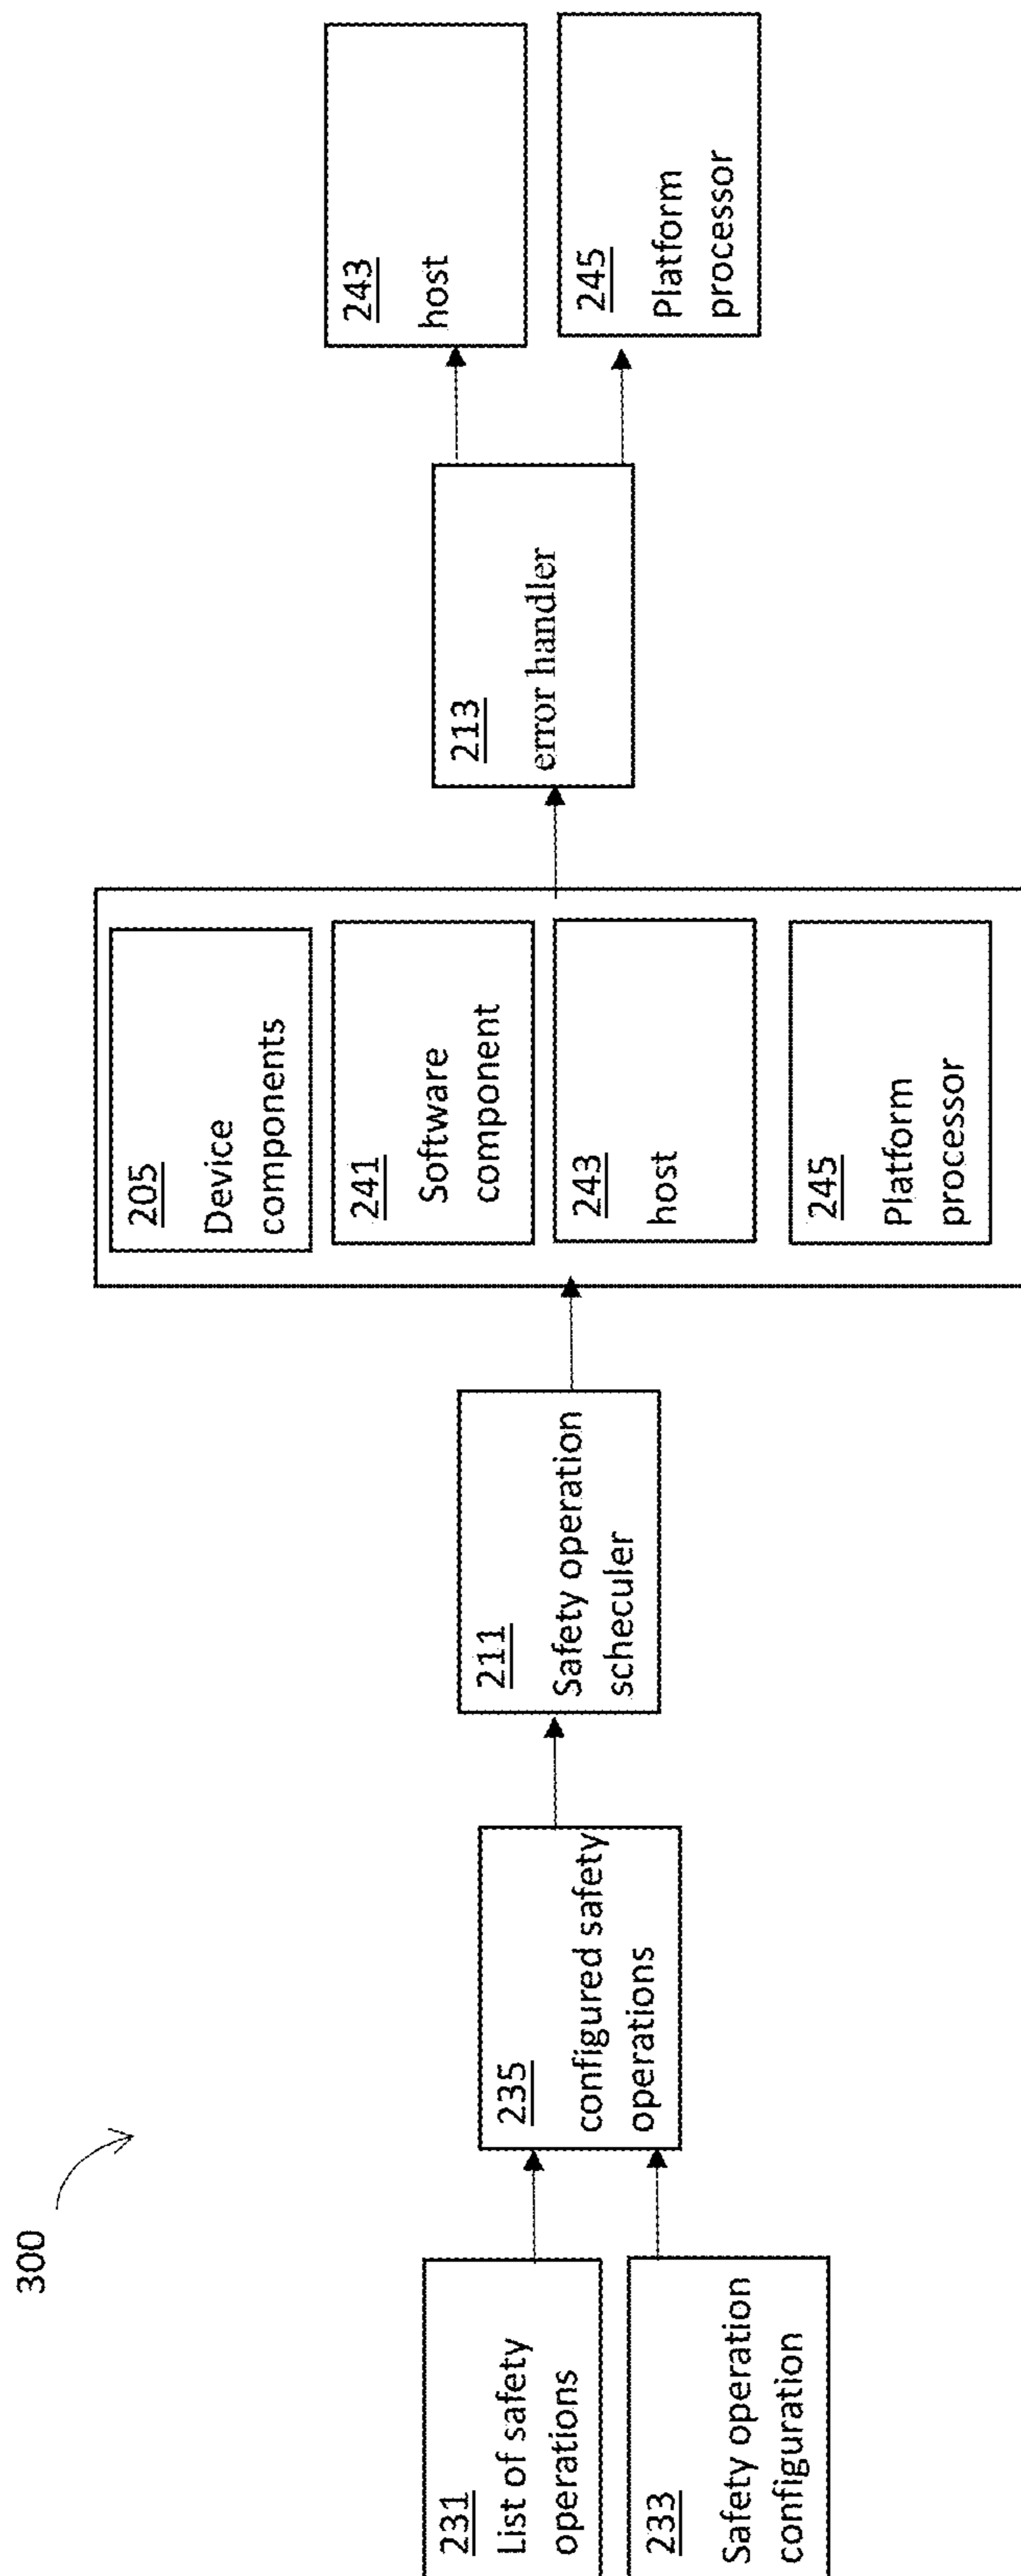 300
231
List of safety
operations
233
Safety operation
configuration
235
configured safety
operations
211
Safety operation
scheculer
205
Device
components
241
Software
component
243
host
245
Platform
processor
213
error handler
243
host
245
Platform
processor